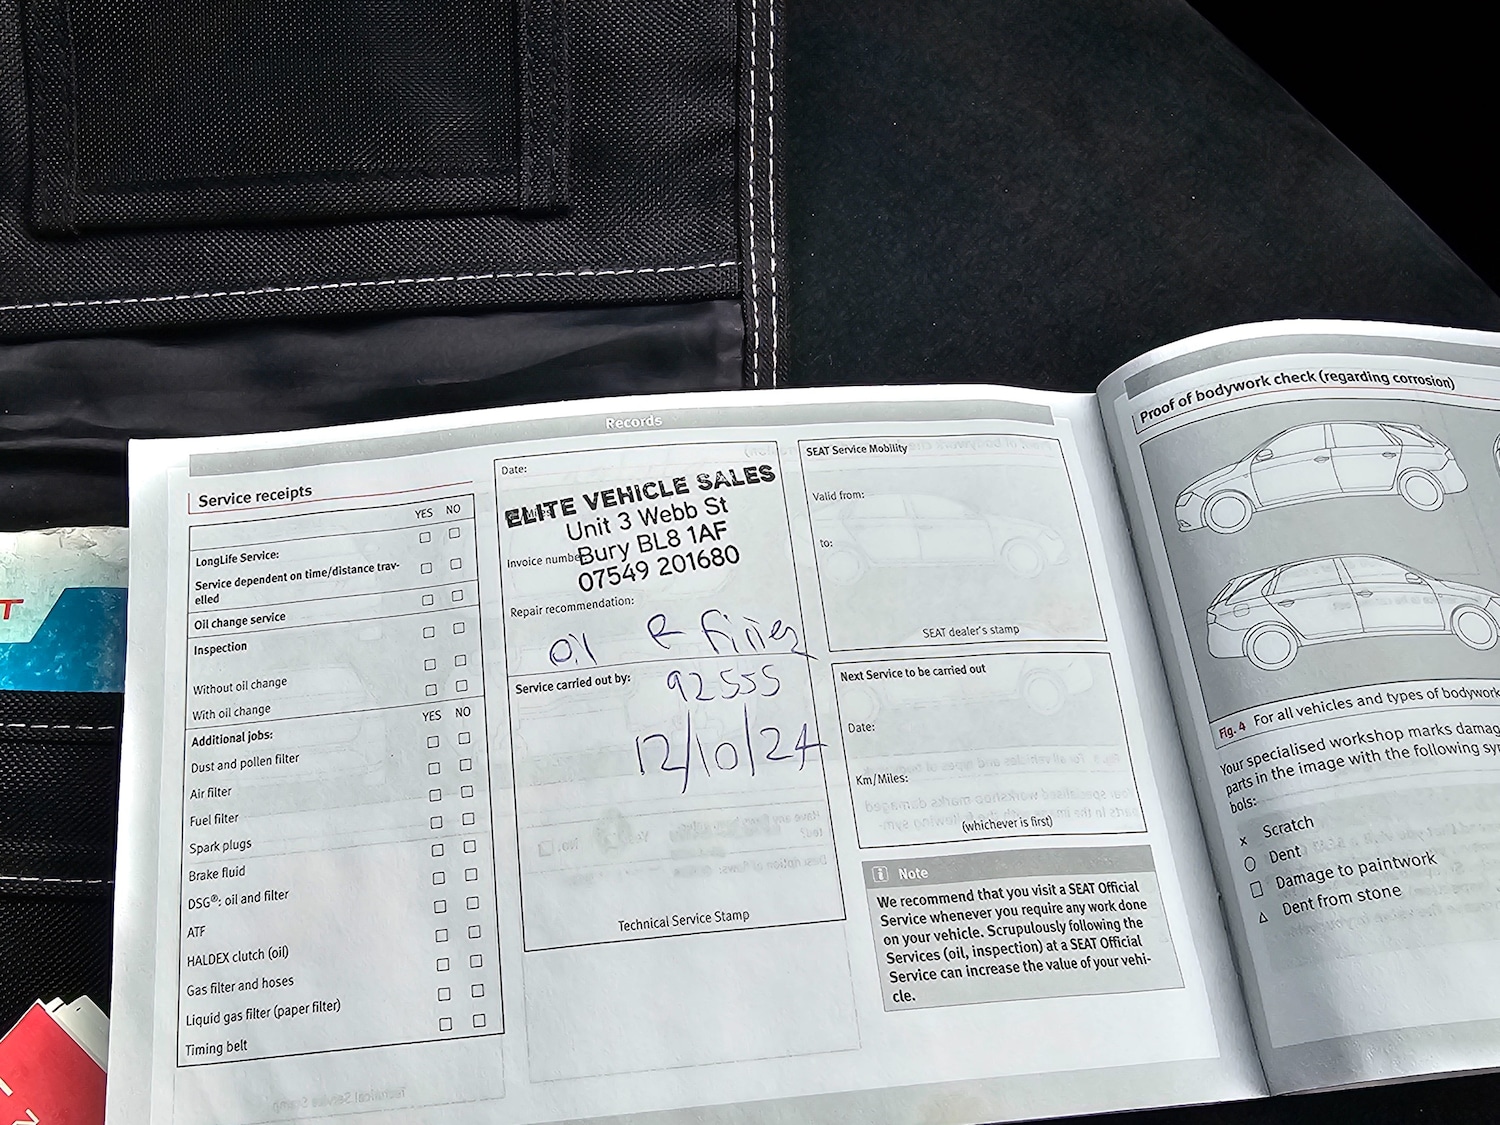 Records
Service receipts
YES NO
LongLife Service:
Service dependent on time/distance trav-
elled
Oil change service
Inspection
Without oil change
With oil change
YES NO
Additional jobs:
Dust and pollen filter
Air filter
Fuel filter
Spark plugs
Brake fluid
DSG®: oil and filter
ATF
HALDEX clutch (oil)
Gas filter and hoses
Liquid gas filter (paper filter)
Timing belt
Date:
ELITE VEHICLE SALES
Unit 3 Webb St
Invoice number
Bury BL8 1AF
07549 201680
Repair recommendation:
Oil
Service carried out by:
92555
12/10/24
Technical Service Stamp
SEAT Service Mobility
Valid from:
to:
SEAT dealer's stamp
Next Service to be carried out
Date:
Km/Miles:
(whichever is first)
i Note
We recommend that you visit a SEAT Official
Service whenever you require any work done
on your vehicle. Scrupulously following the
Services (oil, inspection) at a SEAT Official
Service can increase the value of your vehi-
cle.
Proof of bodywork check (regarding corrosion)
Fig. 4 For all vehicles and types of bodywork
Your specialised workshop marks damag
parts in the image with the following sy
bols:
x Scratch
Dent
Damage to paintwork
Dent from stone
T